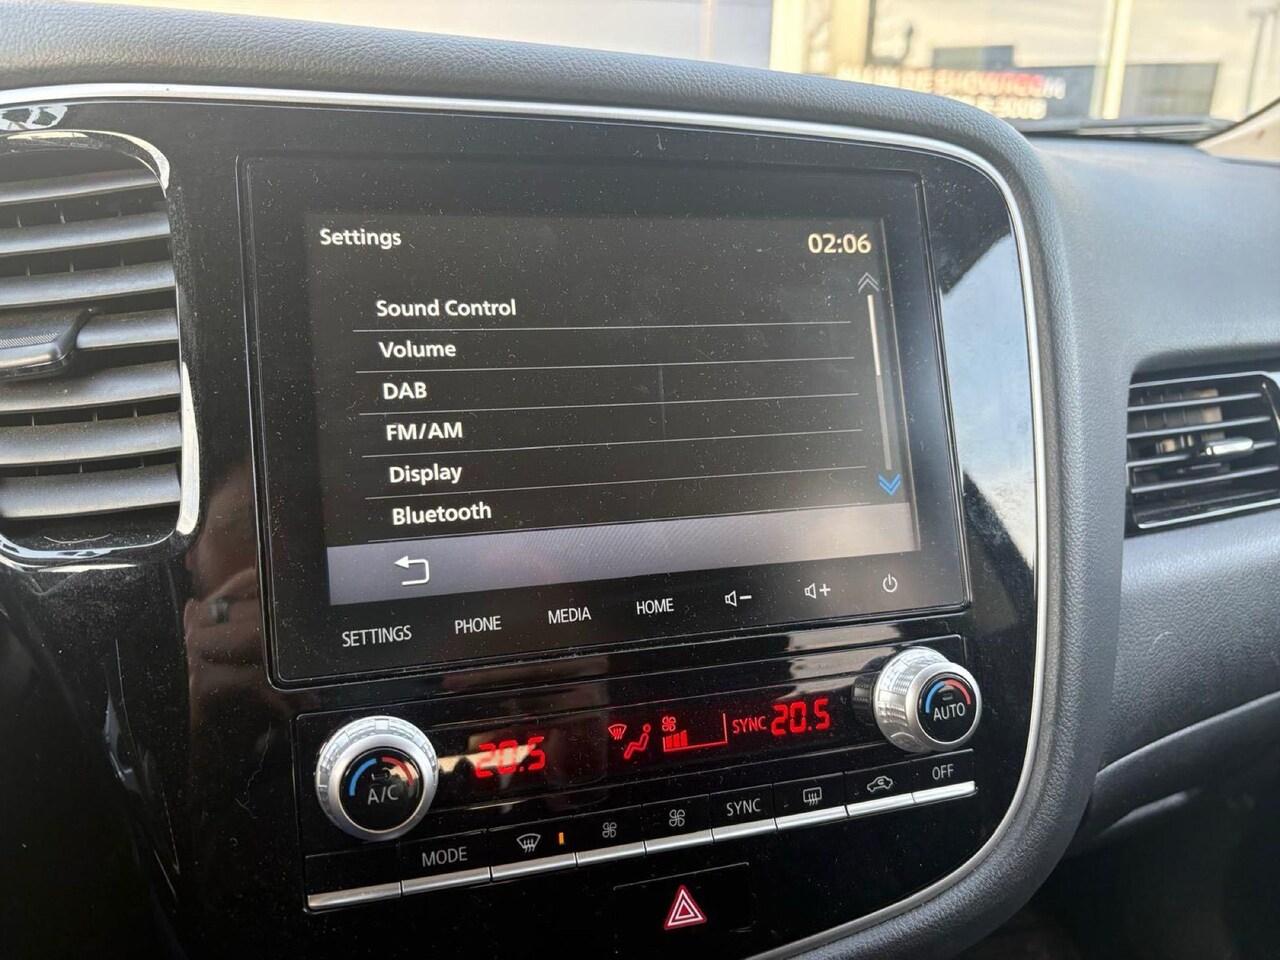 Settings
02:06
Sound Control
Volume
DAB
FM/AM
Display
Bluetooth
SETTINGS
PHONE
MEDIA
HOME
20.5
SYNC
20.5
A/C
AUTO
MODE
SYNC
OFF